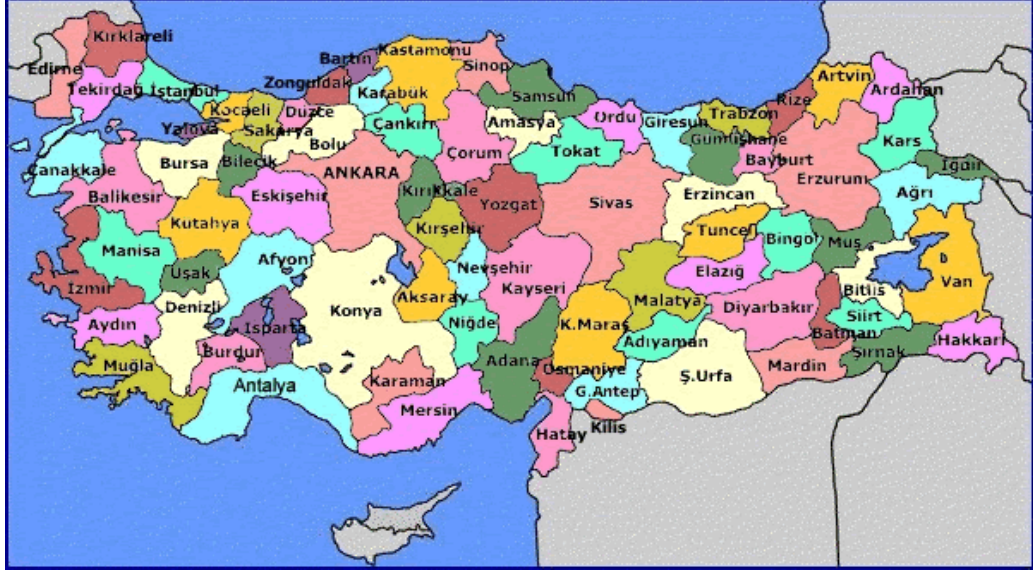 Kırklareli
Edirne
Tekirdağ
İstanbul
Kocaeli
Yalova
Sakarya
Düzce
Zonguldak
Bartın
Karabük
Kastamonu
Sinop
Samsun
Ordu
Giresun
Trabzon
Rize
Artvin
Ardahan
Çanakkale
Balikesir
Bursa
Bilecik
Bolu
Çankırı
Çorum
Amasya
Tokat
Gümüşhane
Bayburt
Erzurum
Kars
Iğdır
Ağrı
Kutahya
Eskişehir
ANKARA
Kırıkkale
Yozgat
Sivas
Erzincan
Tunceli
Bingöl
Muş
Manisa
Uşak
Afyon
Kırşehir
Nevşehir
Kayseri
Malatya
Elazığ
Diyarbakır
Bitlis
Van
İzmir
Aydın
Denizli
Isparta
Konya
Aksaray
Niğde
K.Maraş
Adıyaman
Batman
Siirt
Şırnak
Hakkari
Muğla
Burdur
Antalya
Karaman
Mersin
Adana
Osmaniye
G.Antep
Ş.Urfa
Mardin
Hatay
Kilis